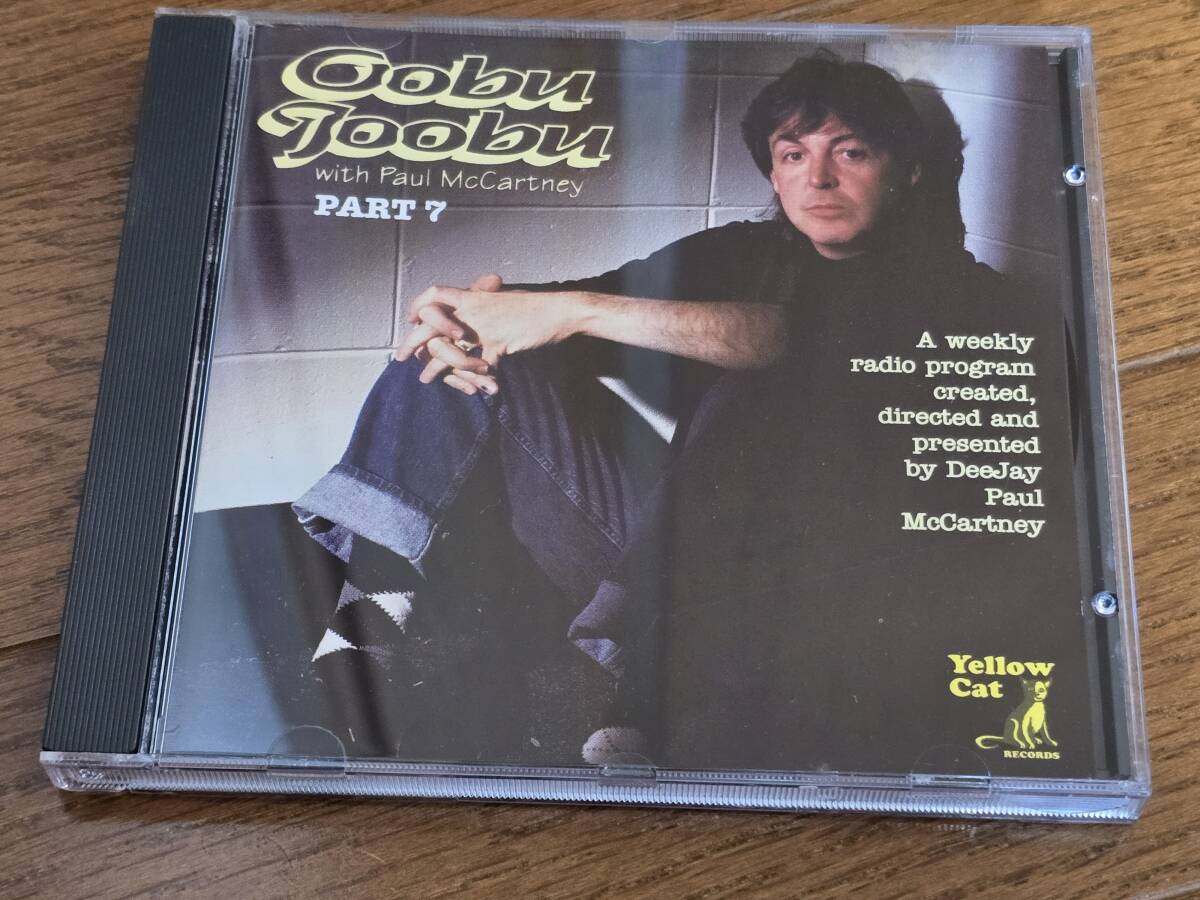 Oobu
Joobu
with Paul McCartney
PART 7
A weekly
radio program
created,
directed and
presented
by DeeJay
Paul
McCartney
Yellow
Cat
RECORDS